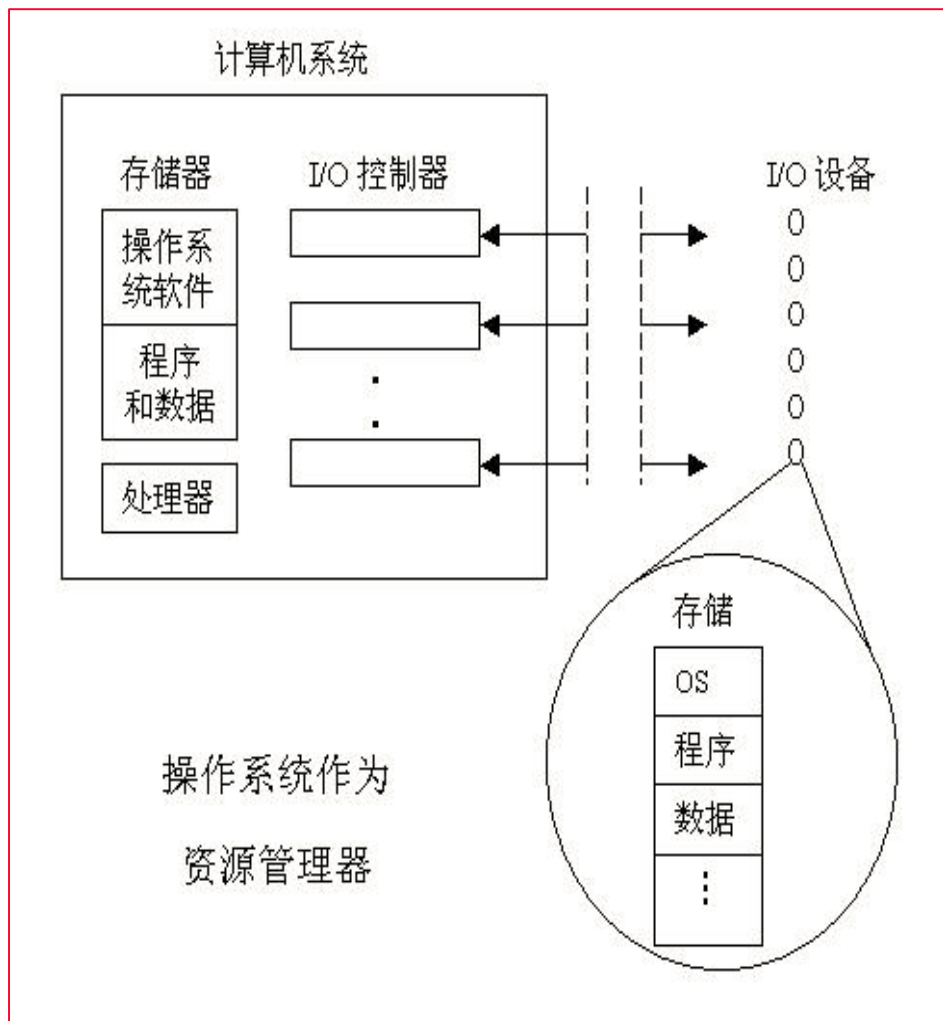 计算机系统
存储器
I/O 控制器
I/O 设备
操作系
统软件
程序
和数据
处理器
存储
OS
程序
数据
操作系统作为
资源管理器